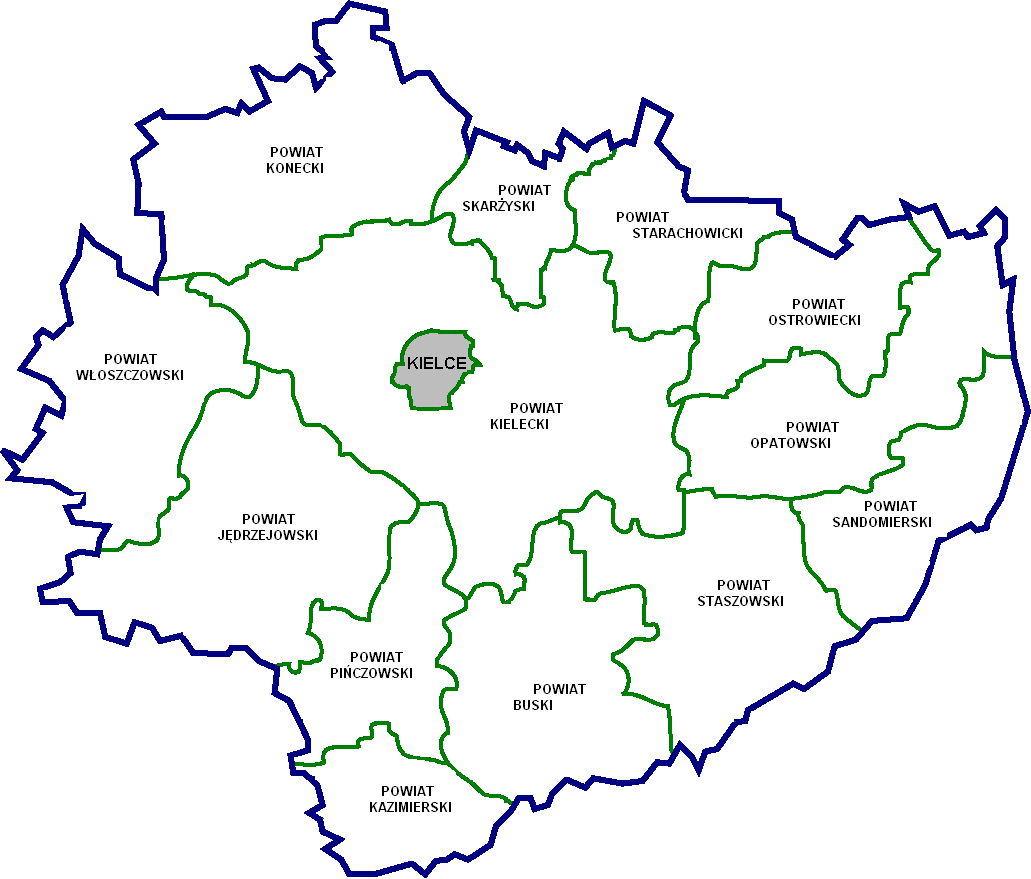 POWIAT
KONECKI
POWIAT
SKARŻYSKI
POWIAT
STARACHOWICKI
POWIAT
OSTROWIECKI
POWIAT
WŁOSZCZOWSKI
KIELCE
POWIAT
KIELECKI
POWIAT
OPATOWSKI
POWIAT
SANDOMIERSKI
POWIAT
JĘDRZEJOWSKI
POWIAT
STASZOWSKI
POWIAT
PIŃCZOWSKI
POWIAT
BUSKI
POWIAT
KAZIMIERSKI